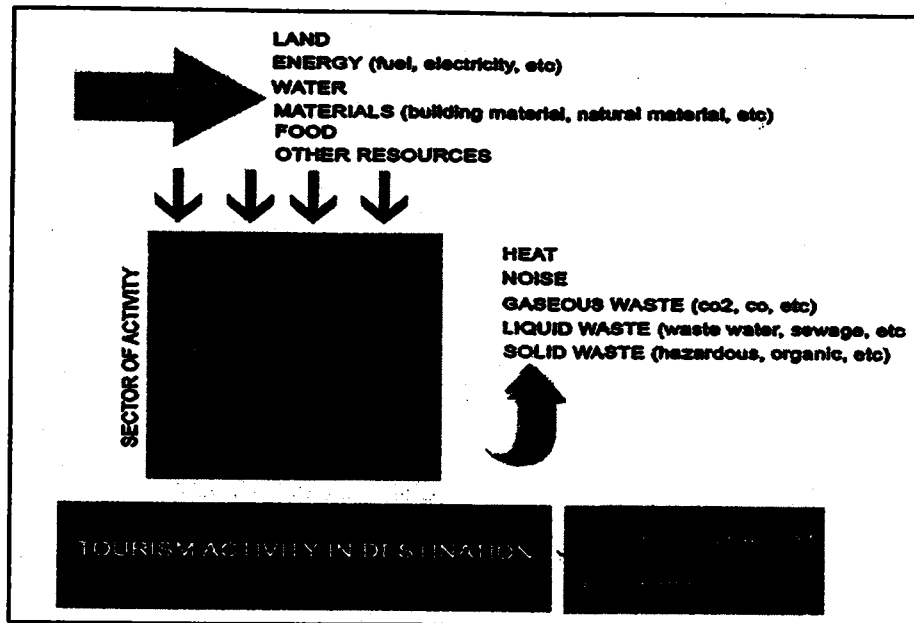 LAND
ENERGY (fuel, electricity, etc)
WATER
MATERIALS (building material, natural material, etc)
FOOD
OTHER RESOURCES
SECTOR OF ACTIVITY
HEAT
NOISE
GASEOUS WASTE (co2, co, etc)
LIQUID WASTE (waste water, sewage, etc
SOLID WASTE (hazardous, organic, etc)
TOURISM ACTIVITY IN DESTINATION